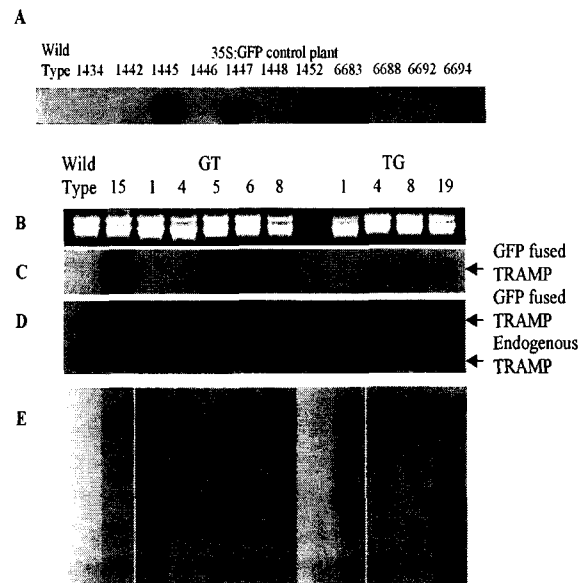 A
Wild 35S:GFP control plant
Type 1434 1442 1445 1446 1447 1448 1452 6683 6688 6692 6694
Wild GT TG
Type 15 1 4 5 6 8 1 4 8 19
B
GFP fused
C
TRAMP
GFP fused
D
TRAMP
Endogenous
TRAMP
E